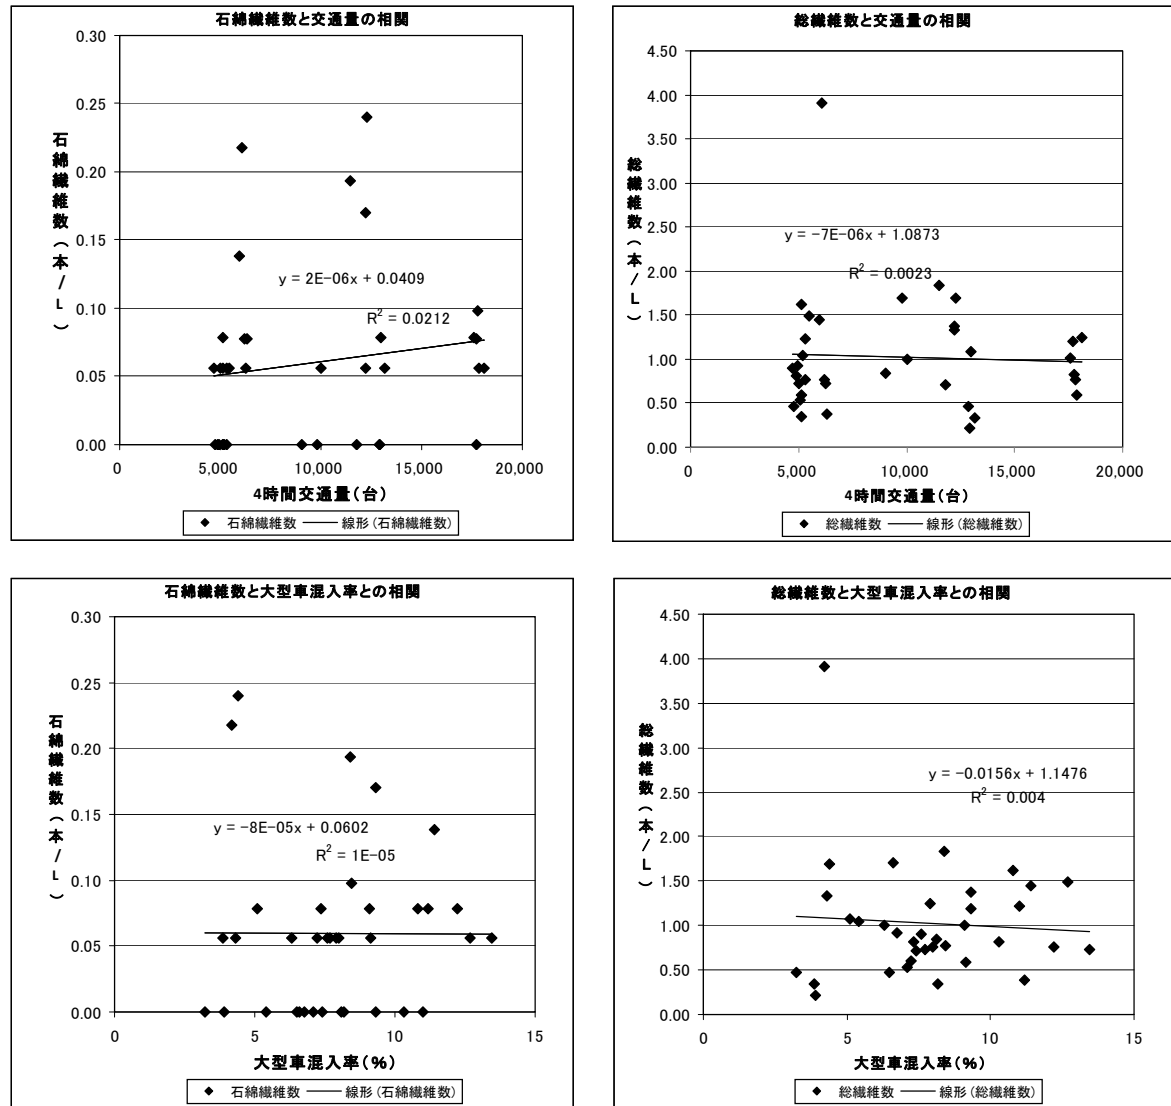 石綿繊維数と交通量の相関
0.30
0.25
0.20
0.15
0.10
0.05
0.00
石綿繊維数(本/L)
y = 2E-06x + 0.0409
R² = 0.0212
0
5,000
10,000
15,000
20,000
4時間交通量(台)
石綿繊維数
線形(石綿繊維数)
総繊維数と交通量の相関
4.50
4.00
3.50
3.00
2.50
2.00
1.50
1.00
0.50
0.00
総繊維数(本/L)
y = -7E-06x + 1.0873
R² = 0.0023
0
5,000
10,000
15,000
20,000
4時間交通量(台)
総繊維数
線形(総繊維数)
石綿繊維数と大型車混入率との相関
0.30
0.25
0.20
0.15
0.10
0.05
0.00
石綿繊維数(本/L)
y = -8E-05x + 0.0602
R² = 1E-05
0
5
10
15
大型車混入率(%)
石綿繊維数
線形(石綿繊維数)
総繊維数と大型車混入率との相関
4.50
4.00
3.50
3.00
2.50
2.00
1.50
1.00
0.50
0.00
総繊維数(本/L)
y = -0.0156x + 1.1476
R² = 0.004
0
5
10
15
大型車混入率(%)
総繊維数
線形(総繊維数)